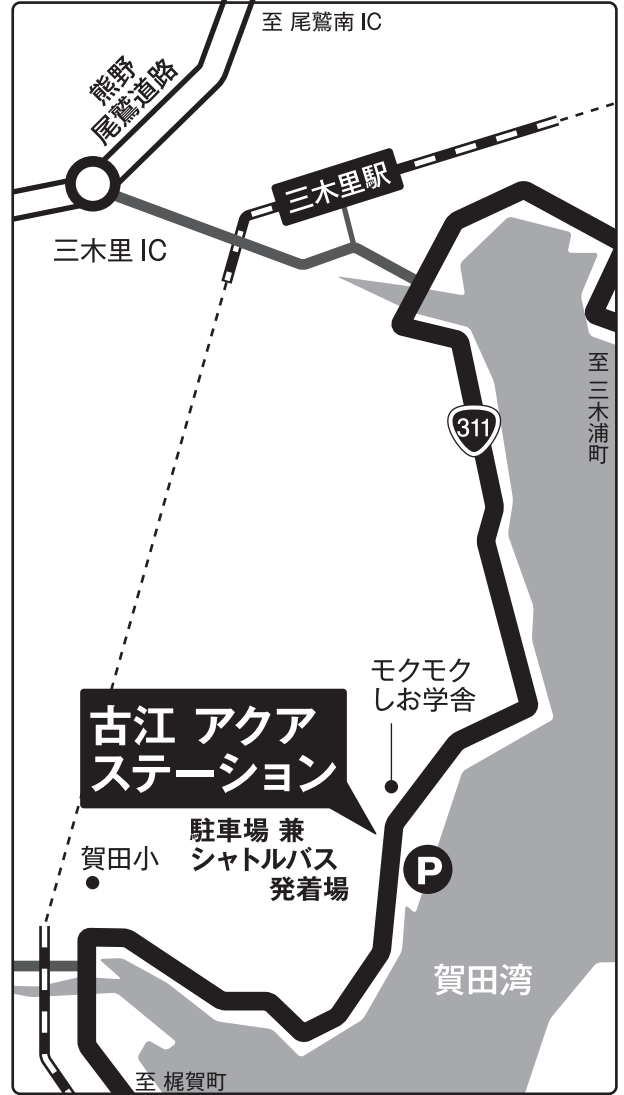 至 尾鷲南 IC
熊野
尾鷲道路
三木里駅
三木里 IC
至 三木浦町
311
モクモク
しお学舎
古江 アクア
ステーション
駐車場 兼
シャトルバス
発着場
賀田小
P
賀田湾
至 梶賀町